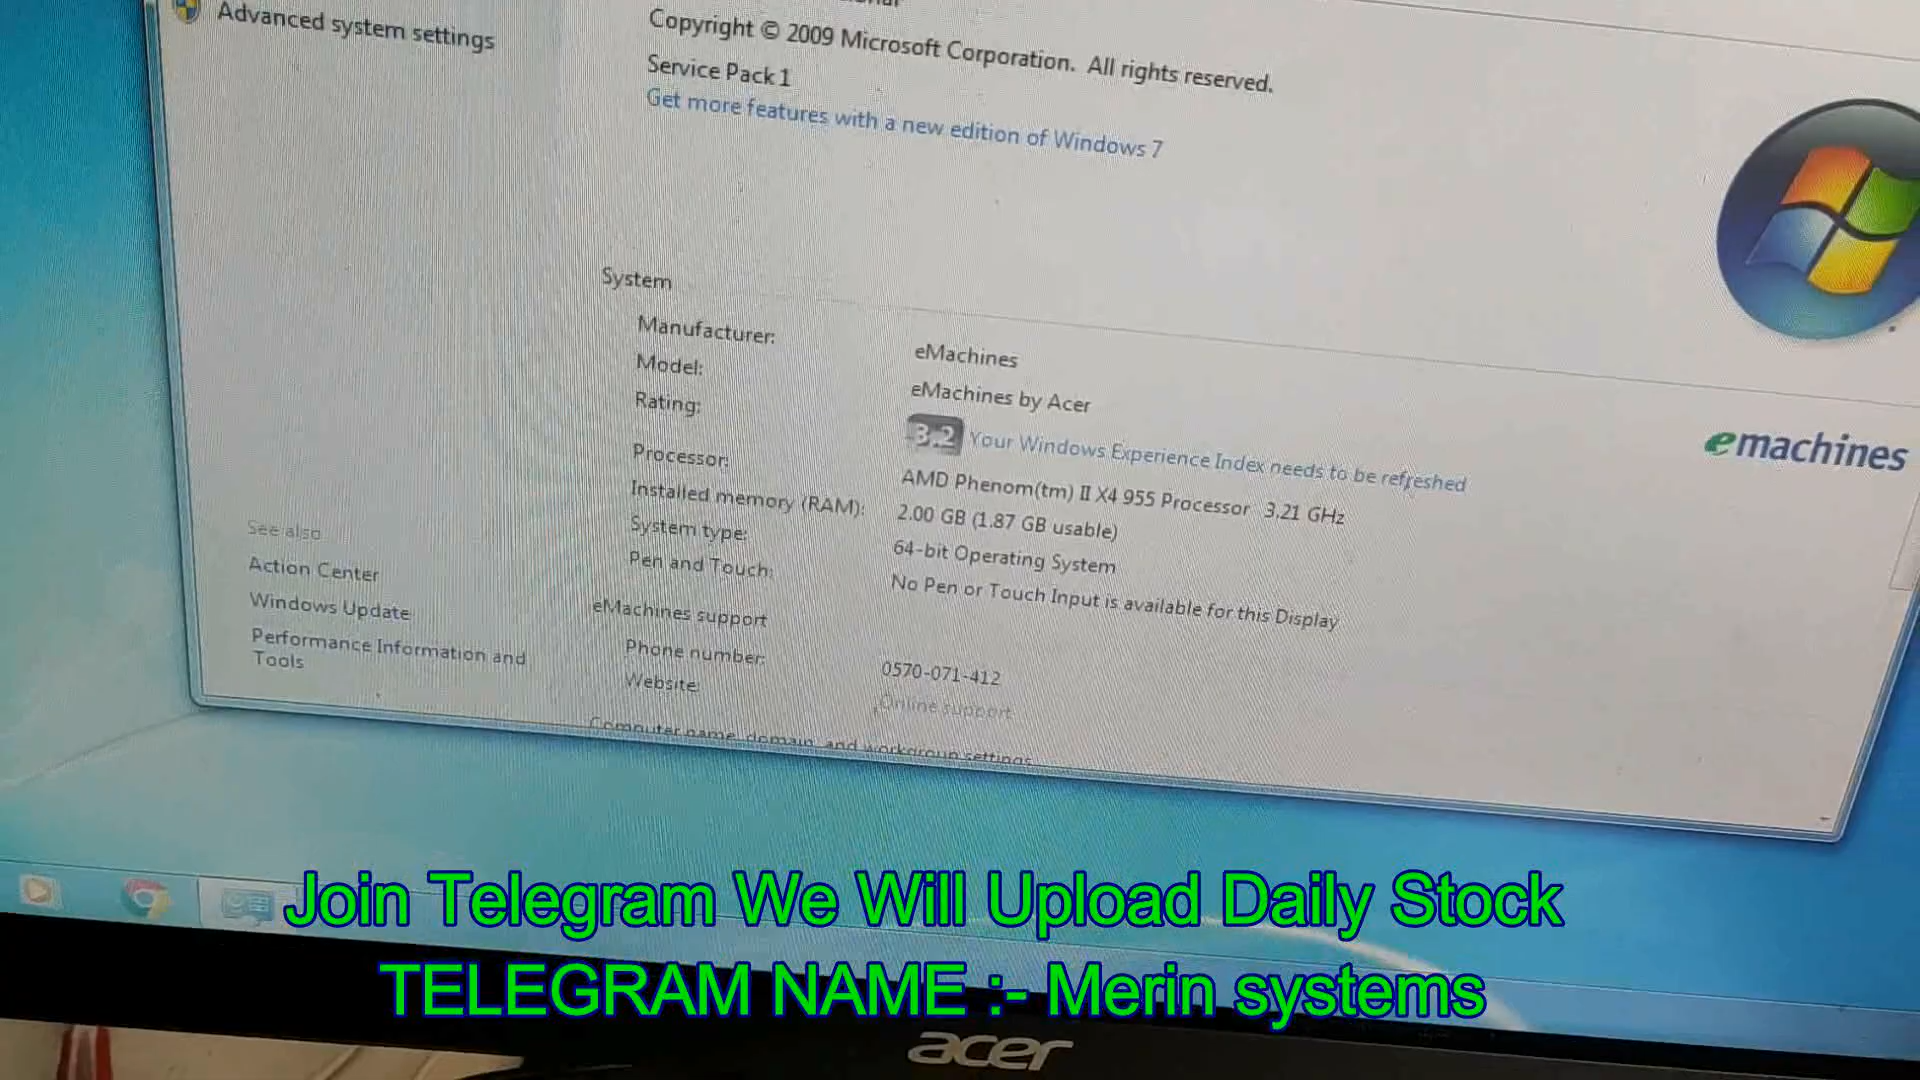 Advanced system settings
Copyright © 2009 Microsoft Corporation. All rights reserved.
Service Pack 1
Get more features with a new edition of Windows 7
System
Manufacturer: eMachines
Model: eMachines by Acer
Rating: 3.2 Your Windows Experience Index needs to be refreshed
Processor: AMD Phenom(tm) II X4 955 Processor 3.21 GHz
Installed memory (RAM): 2.00 GB (1.87 GB usable)
System type: 64-bit Operating System
Pen and Touch: No Pen or Touch Input is available for this Display
emachines
eMachines support
Phone number: 0570-071-412
Website: Online support
Computer name, domain, and workgroup settings
See also
Action Center
Windows Update
Performance Information and
Tools
Join Telegram We Will Upload Daily Stock
TELEGRAM NAME :- Merin systems
acer